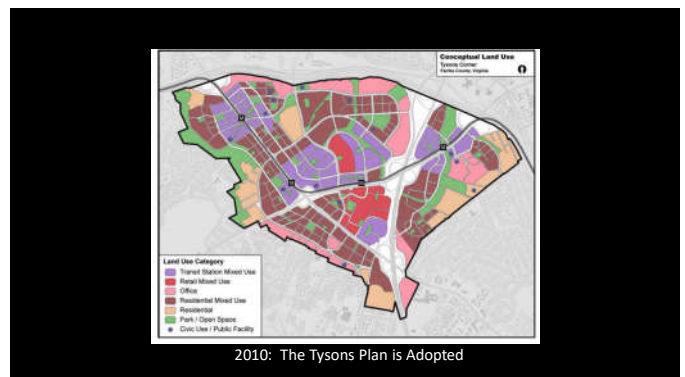 Conceptual Land Use
Tysons Corner
Fairfax County, Virginia
M
M
M
M
Land Use Category
Transit Station Mixed Use
Retail Mixed Use
Office
Residential Mixed Use
Residential
Park / Open Space
Civic Use / Public Facility
2010: The Tysons Plan is Adopted